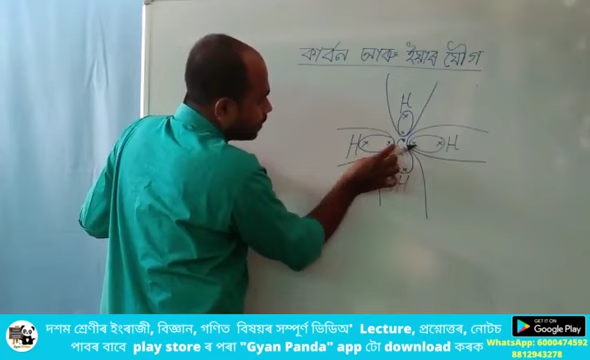 কাৰ্বন আৰু ইয়াৰ যৌগ
H
H C H
H
দশম শ্ৰেণীৰ ইংৰাজী, বিজ্ঞান, গণিত বিষয়ৰ সম্পূৰ্ণ ভিডিঅ' Lecture, প্ৰশ্নোত্তৰ, নোটচ
পাবৰ বাবে play store ৰ পৰা "Gyan Panda" app টো download কৰক
GET IT ON
Google Play
WhatsApp: 6000474592
8812943278